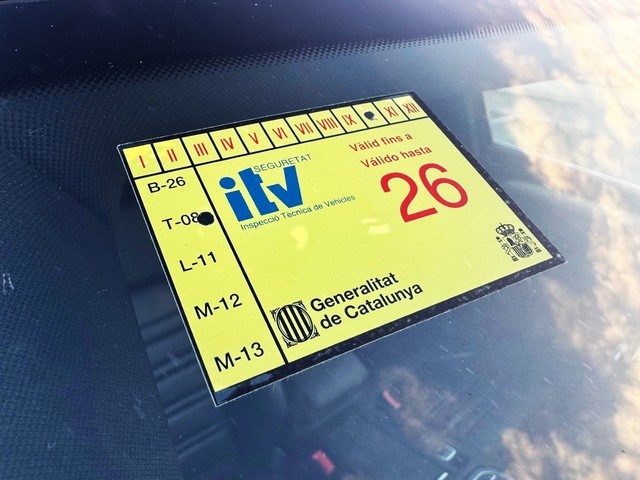 I II III IV V VI VII VIII IX XI XII
B-26
T-08
L-11
M-12
M-13
SEGURETAT
itv
Inspecció Tècnica de Vehicles
Vàlid fins a
Válido hasta
26
Generalitat
de Catalunya